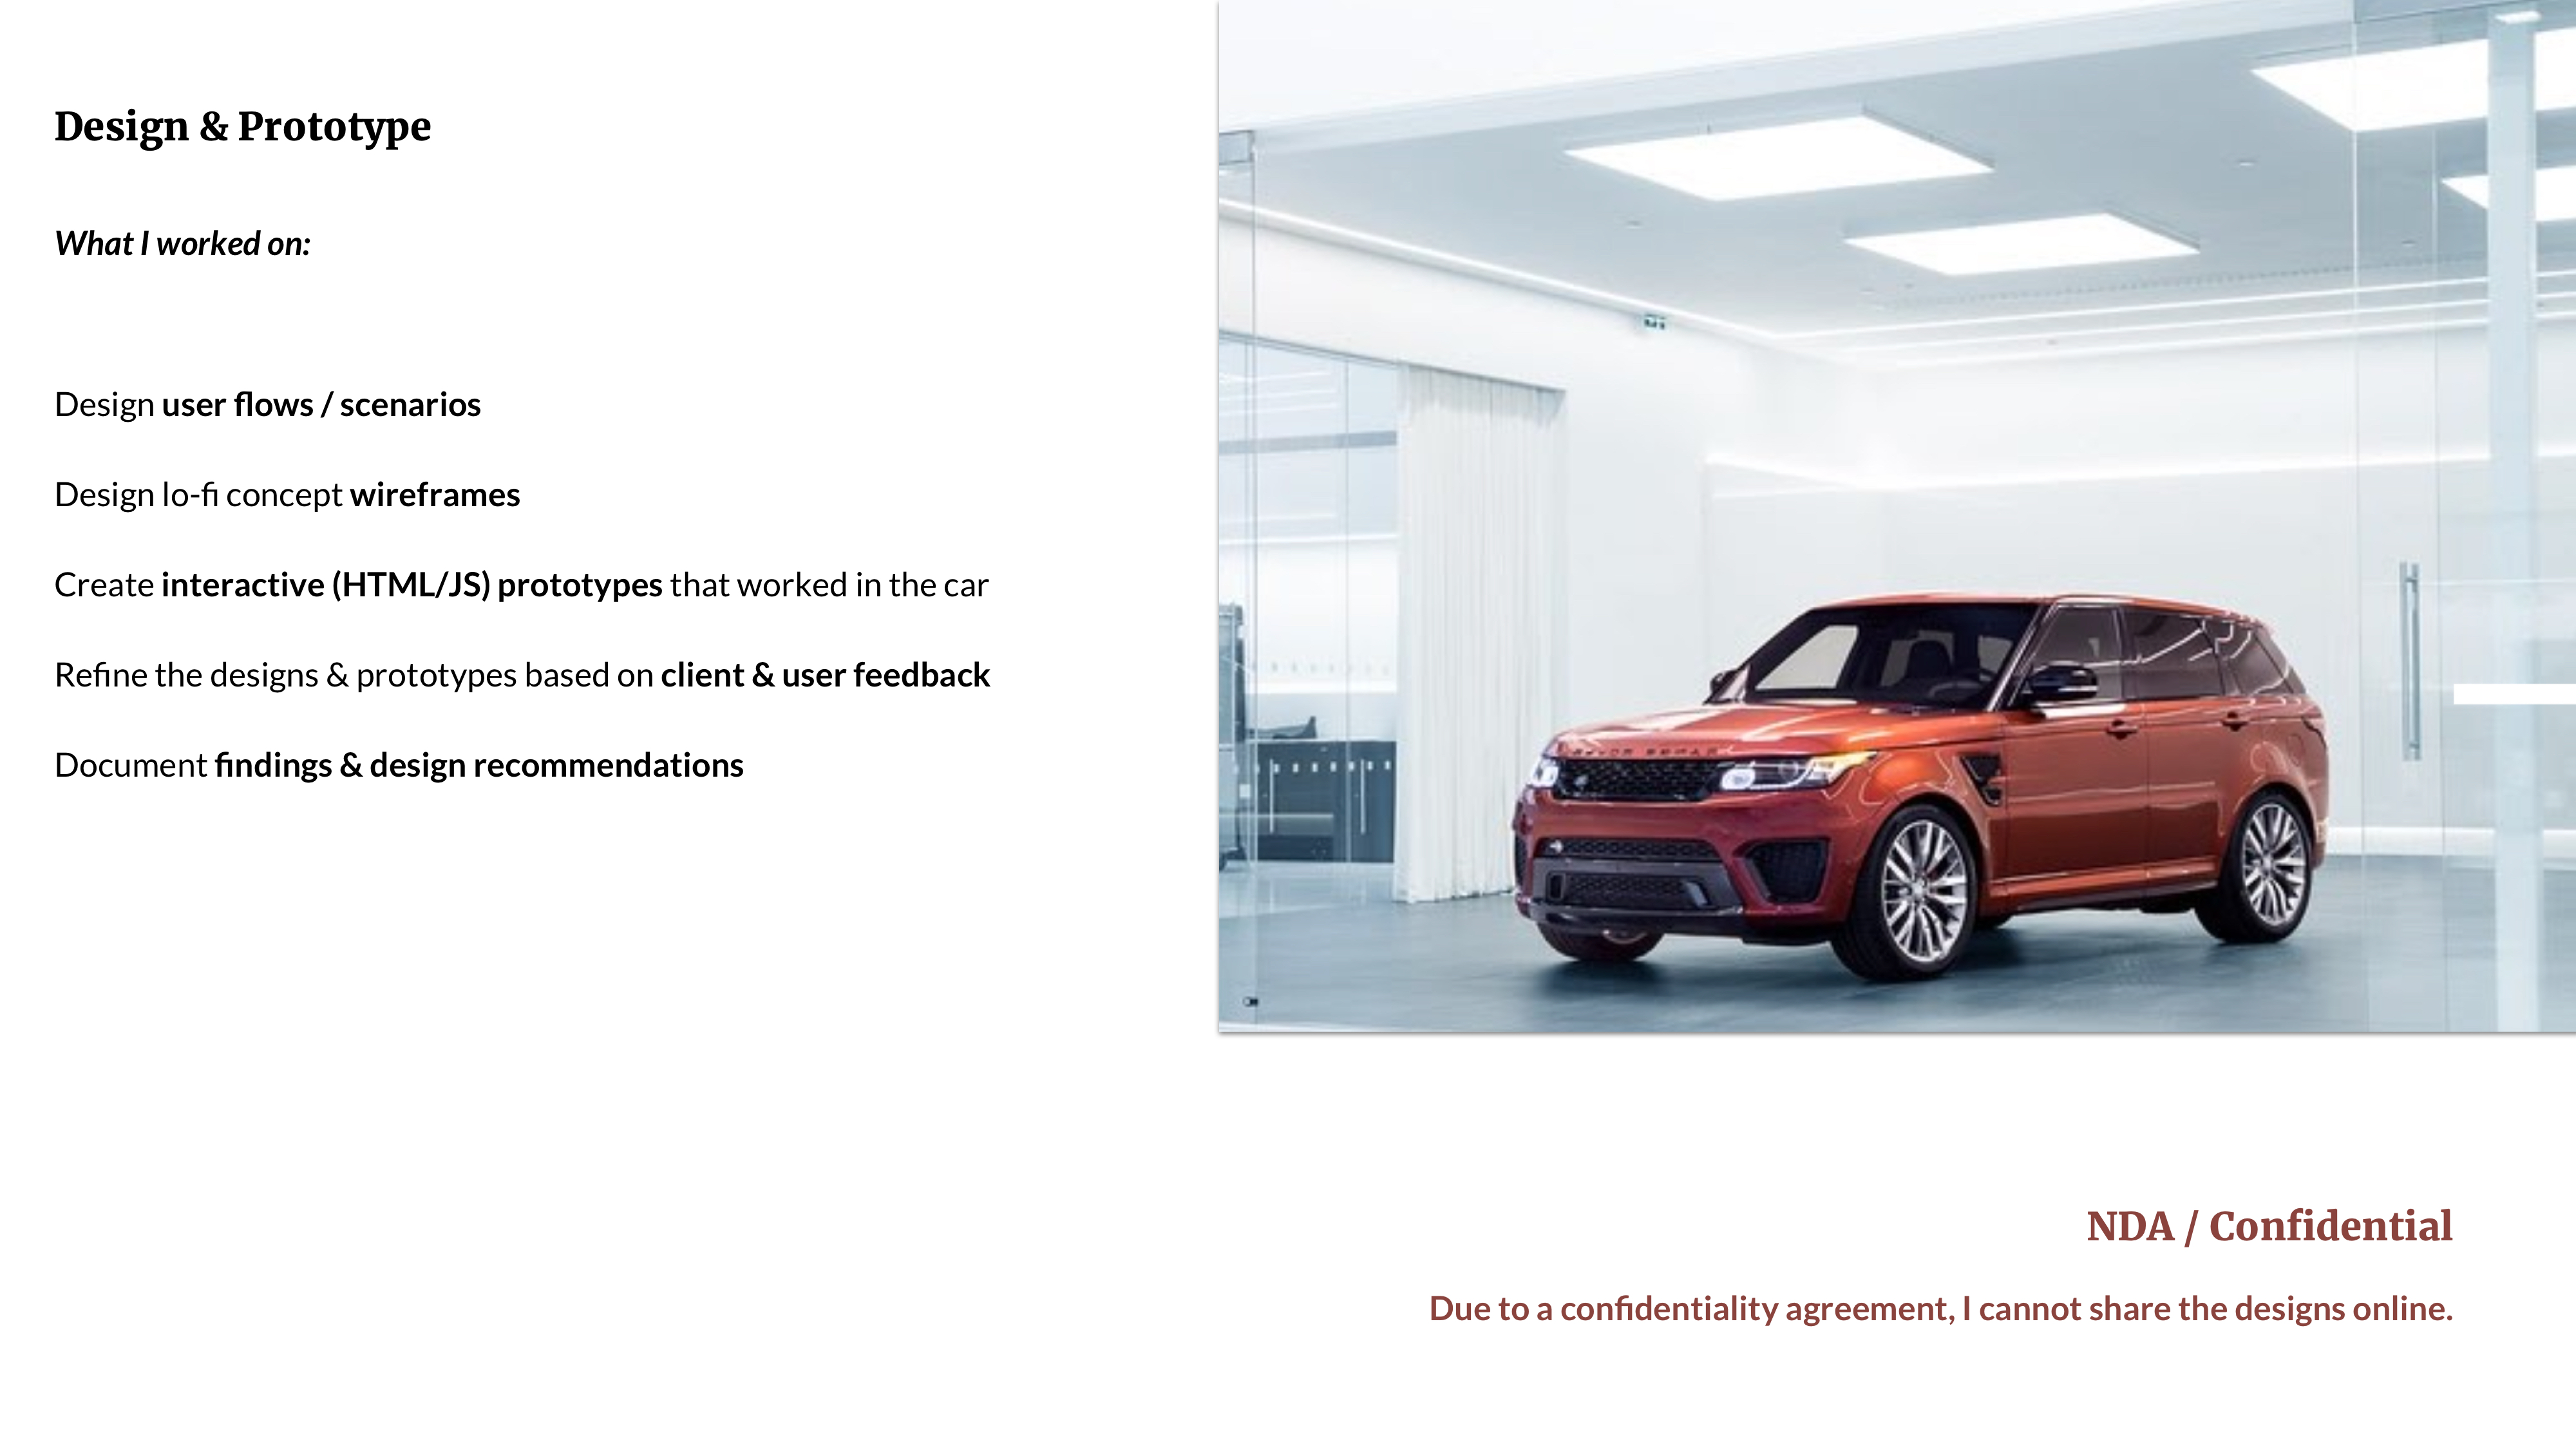 Design & Prototype
What I worked on:
Design user flows / scenarios
Design lo-fi concept wireframes
Create interactive (HTML/JS) prototypes that worked in the car
Refine the designs & prototypes based on client & user feedback
Document findings & design recommendations
NDA / Confidential
Due to a confidentiality agreement, I cannot share the designs online.